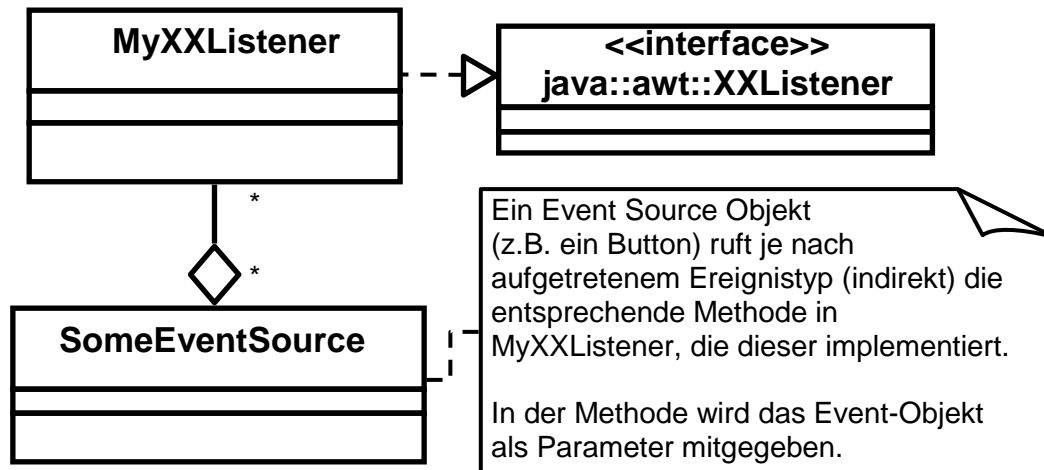 MyXXListener
<<interface>>
java::awt::XXListener
*
*
SomeEventSource
Ein Event Source Objekt
(z.B. ein Button) ruft je nach
aufgetretenem Ereignistyp (indirekt) die
entsprechende Methode in
MyXXListener, die dieser implementiert.
In der Methode wird das Event-Objekt
als Parameter mitgegeben.